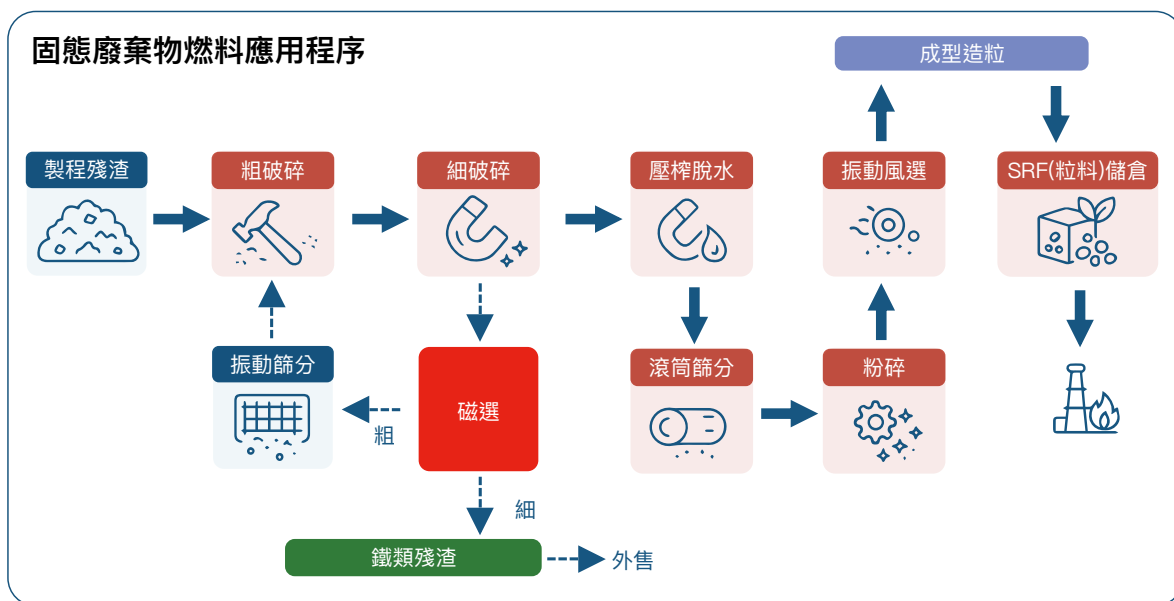 固態廢棄物燃料應用程序
成型造粒
製程殘渣
粗破碎
細破碎
壓榨脫水
振動風選
SRF(粒料)儲倉
振動篩分
磁選
滾筒篩分
粉碎
粗
細
鐵類殘渣
外售